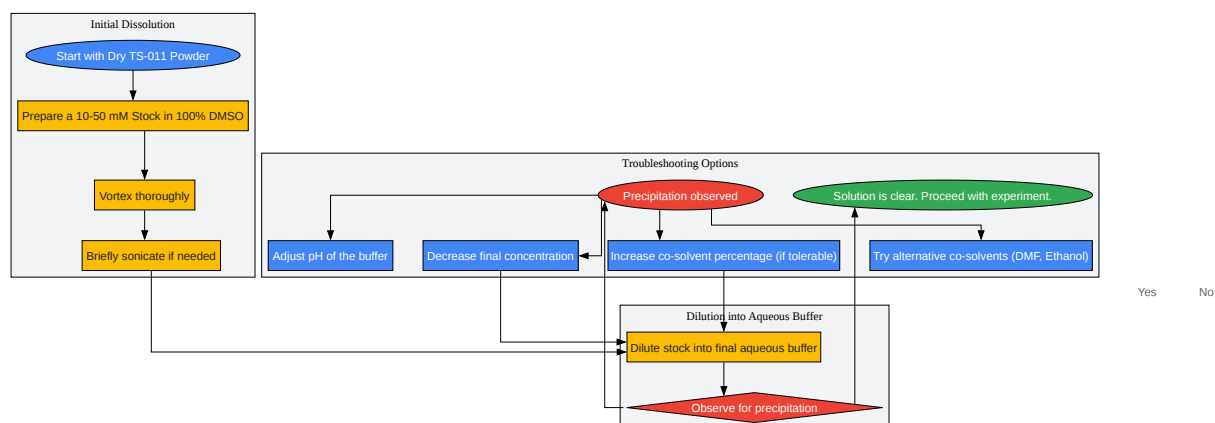 Initial Dissolution
Start with Dry TS-011 Powder
Prepare a 10-50 mM Stock in 100% DMSO
Vortex thoroughly
Briefly sonicate if needed
Troubleshooting Options
Precipitation observed
Solution is clear. Proceed with experiment.
Adjust pH of the buffer
Decrease final concentration
Increase co-solvent percentage (if tolerable)
Try alternative co-solvents (DMF, Ethanol)
Yes
No
Dilution into Aqueous Buffer
Dilute stock into final aqueous buffer
Observe for precipitation